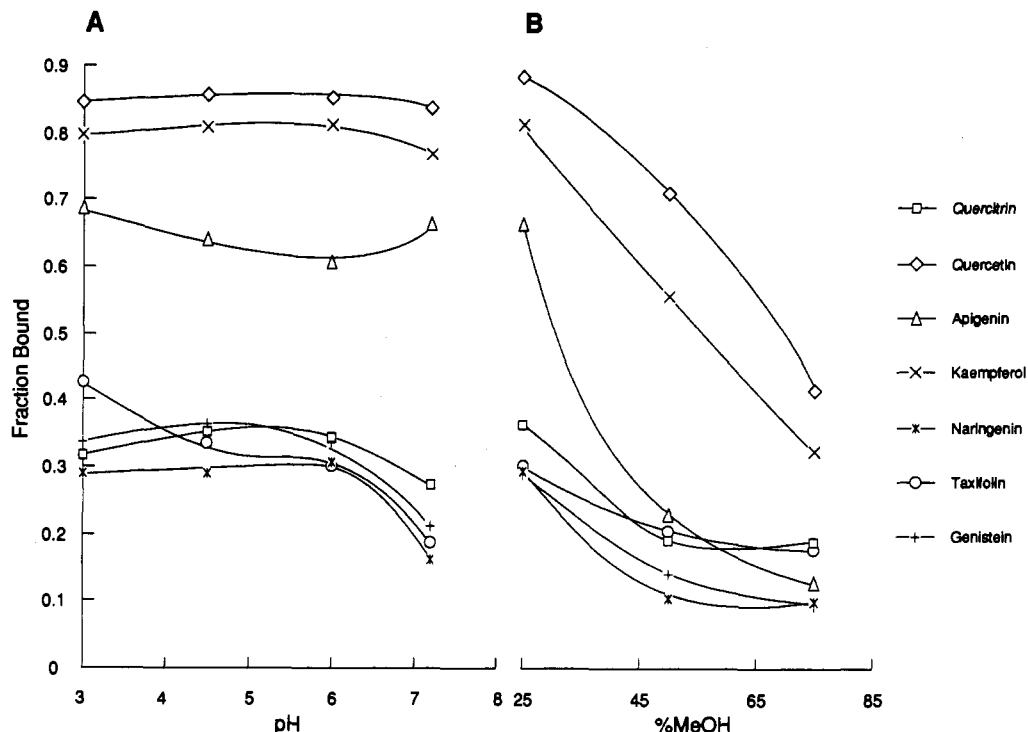 A
B
Fraction Bound
0.9
0.8
0.7
0.6
0.5
0.4
0.3
0.2
0.1
0
3
4
5
6
7
8
pH
25
45
65
85
%MeOH
Quercitrin
Quercetin
Apigenin
Kaempferol
Naringenin
Taxifolin
Genistein